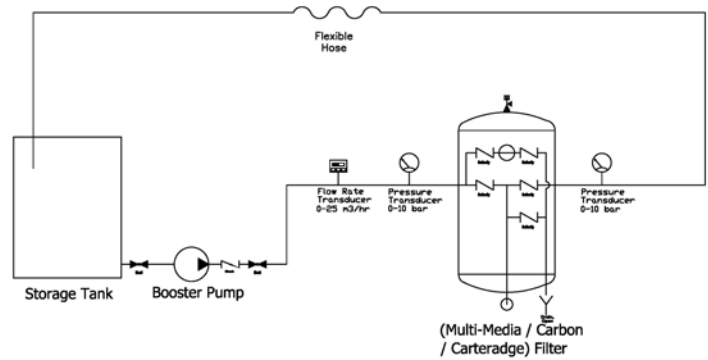 Flexible
Hose
Flow Rate
Transducer
0-25 m3/hr
Pressure
Transducer
0-10 bar
Pressure
Transducer
0-10 bar
Storage Tank
Booster Pump
(Multi-Media / Carbon
/ Carteradge) Filter